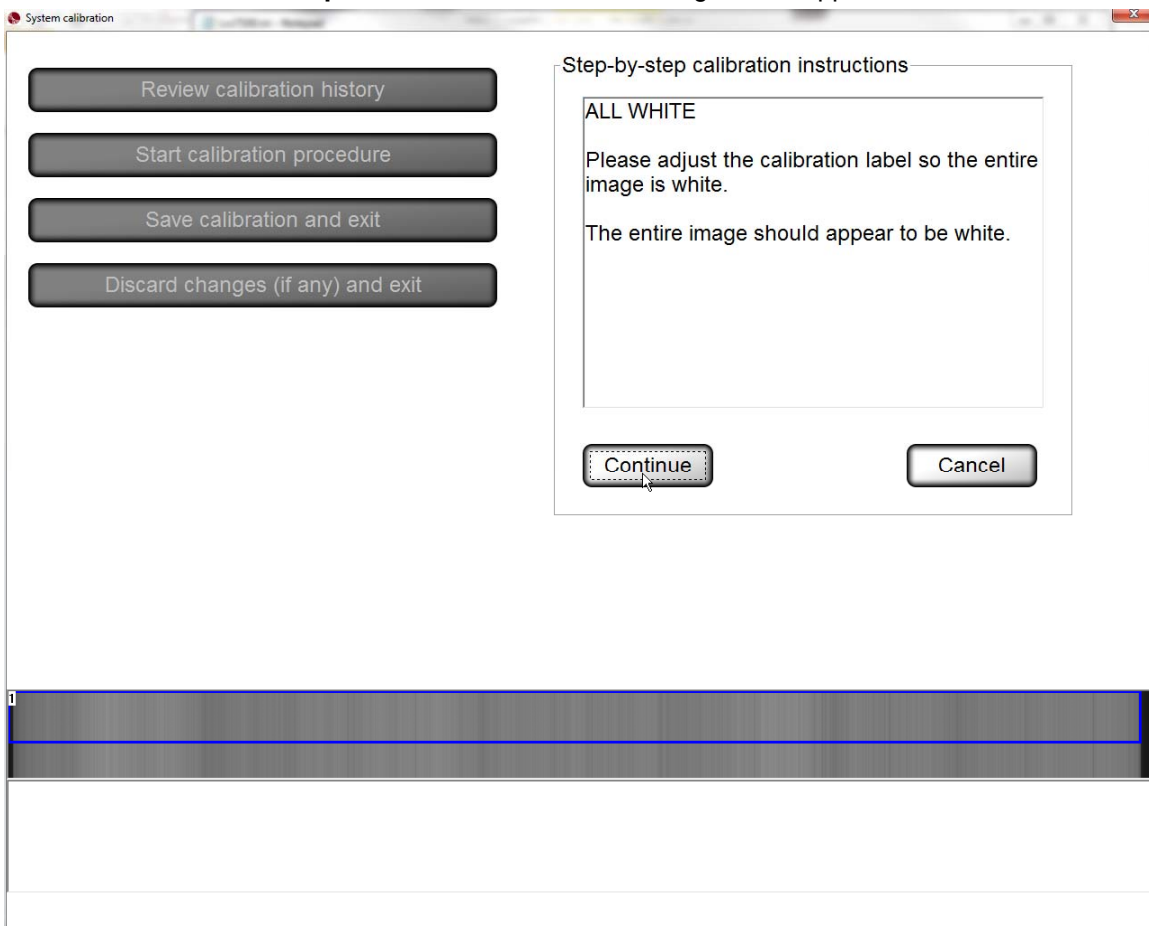 System calibration
Review calibration history
Start calibration procedure
Save calibration and exit
Discard changes (if any) and exit
Step-by-step calibration instructions
ALL WHITE
Please adjust the calibration label so the entire
image is white.
The entire image should appear to be white.
Continue
Cancel
1